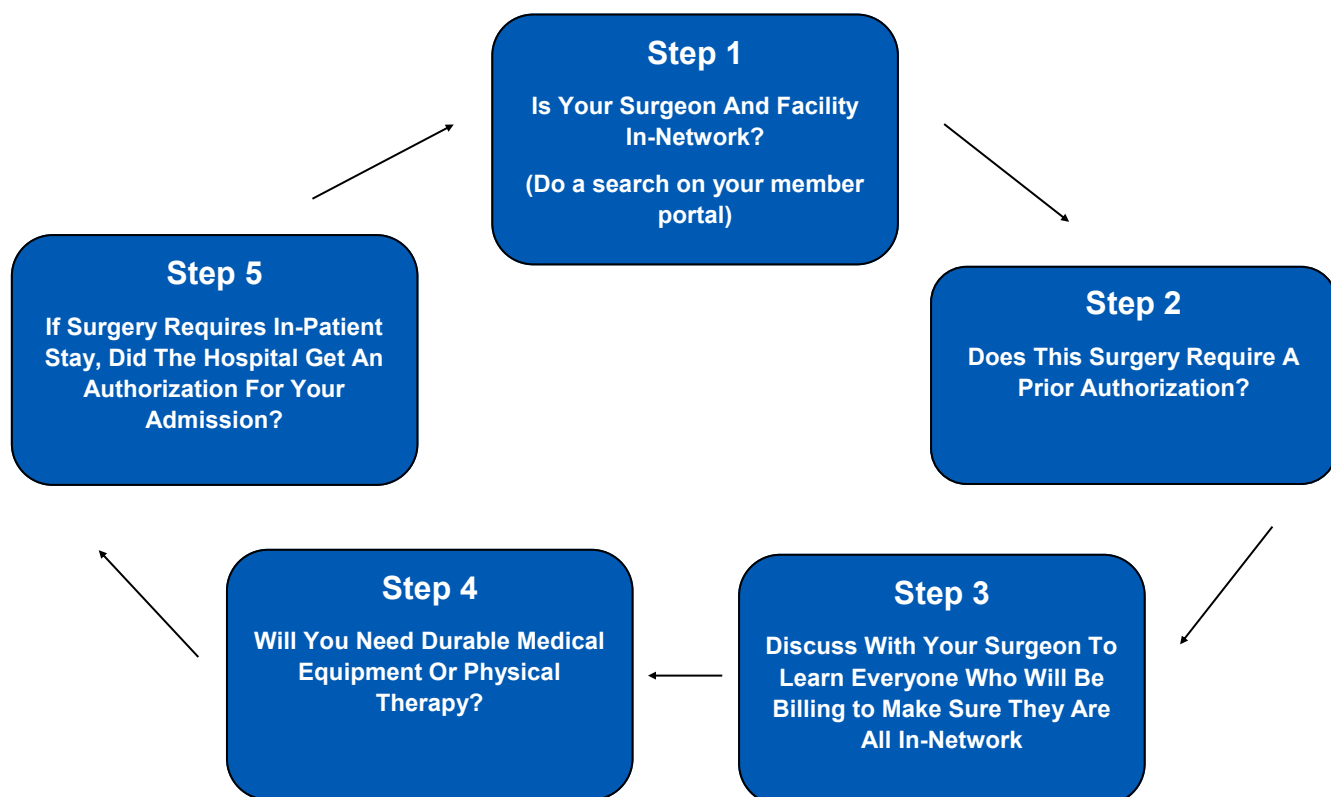 Step 1
Is Your Surgeon And Facility
In-Network?
(Do a search on your member
portal)
Step 2
Does This Surgery Require A
Prior Authorization?
Step 3
Discuss With Your Surgeon To
Learn Everyone Who Will Be
Billing to Make Sure They Are
All In-Network
Step 4
Will You Need Durable Medical
Equipment Or Physical
Therapy?
Step 5
If Surgery Requires In-Patient
Stay, Did The Hospital Get An
Authorization For Your
Admission?